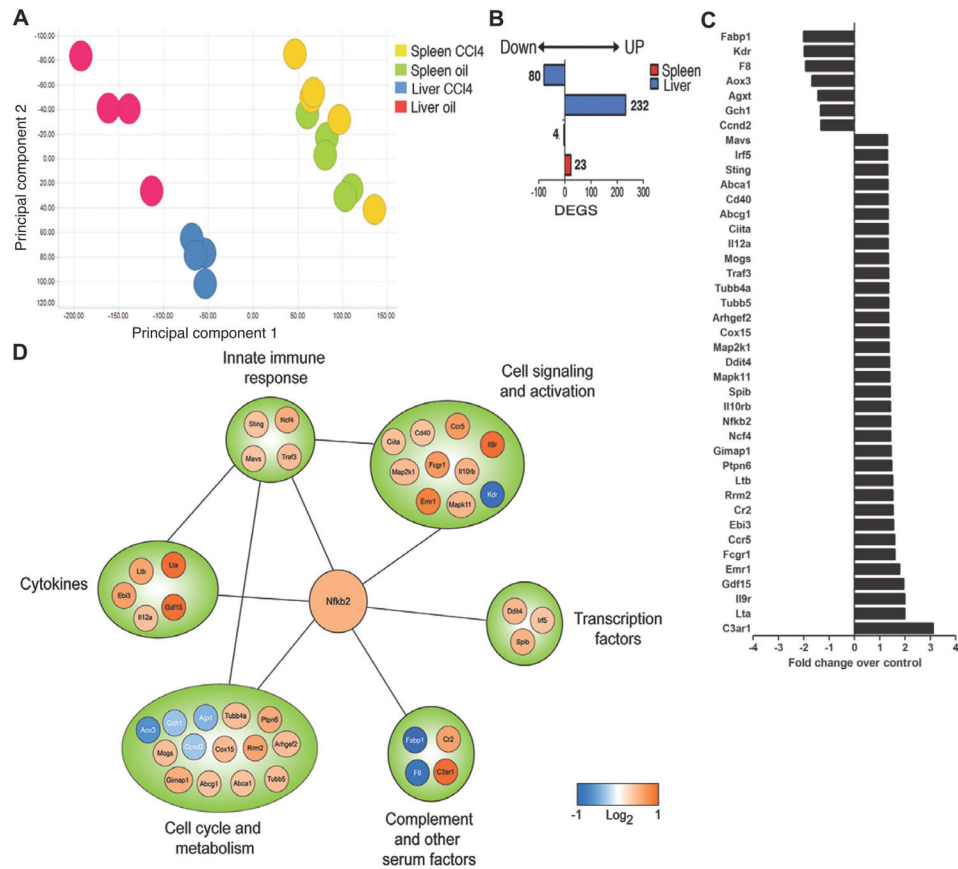 A
-100.00
-80.00
-60.00
-40.00
-20.00
0.00
20.00
40.00
60.00
80.00
100.00
120.00
Principal component 2
-200.00
-150.00
-100.00
-50.00
0.00
50.00
100.00
150.00
Principal component 1
Spleen CCl4
Spleen oil
Liver CCl4
Liver oil
B
Down
UP
Spleen
Liver
80
232
4
23
-100
0
100
200
300
DEGS
C
Fabp1
Kdr
F8
Aox3
Agxt
Gch1
Ccnd2
Mavs
Irf5
Sting
Abca1
Cd40
Abcg1
Ciita
Il12a
Mogs
Traf3
Tubb4a
Tubb5
Arhgef2
Cox15
Map2k1
Ddit4
Mapk11
Spib
Il10rb
Nfkb2
Ncf4
Gimap1
Ptpn6
Ltb
Rrm2
Cr2
Ebi3
Ccr5
Fcgr1
Emr1
Gdf15
Il9r
Lta
C3ar1
-4 -3 -2 -1 0 1 2 3 4
Fold change over control
D
Innate immune
response
Sting
Ncf4
Mavs
Traf3
Cell signaling
and activation
Ciita
Cd40
Ccr5
Il9r
Map2k1
Fcgr1
Il10rb
Emr1
Mapk11
Kdr
Cytokines
Ltb
Lta
Ebi3
Gdf15
Il12a
Nfkb2
Ddit4
Irf5
Spib
Transcription
factors
Aox3
Gch1
Agxt
Tubb4a
Ptpn6
Mogs
Ccnd2
Cox15
Rrm2
Arhgef2
Gimap1
Abcg1
Abca1
Tubb5
Cell cycle and
metabolism
Fabp1
Cr2
F8
C3ar1
Complement
and other
serum factors
-1 Log2 1